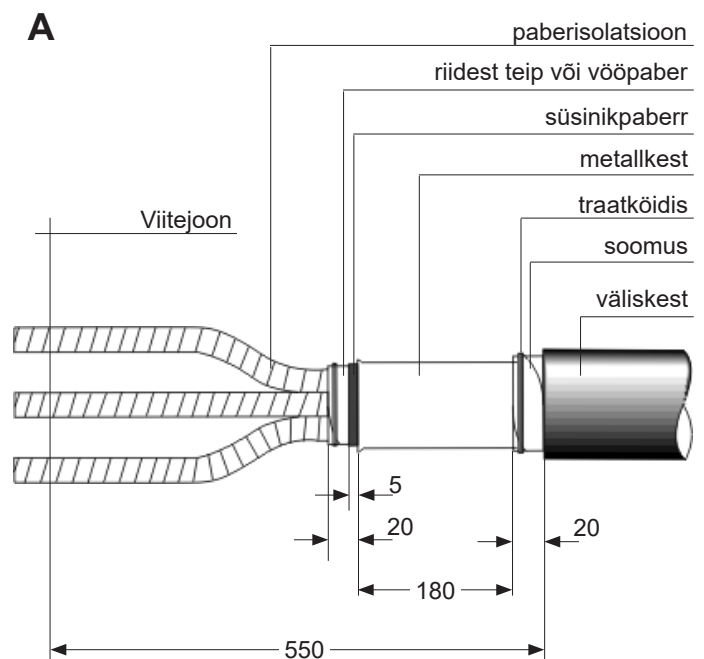 A
paberisolatsioon
riidest teip või vööpaber
süsinikpaberr
metallkest
traatköidis
Viitejoon
soomus
väliskest
5
20
20
180
550